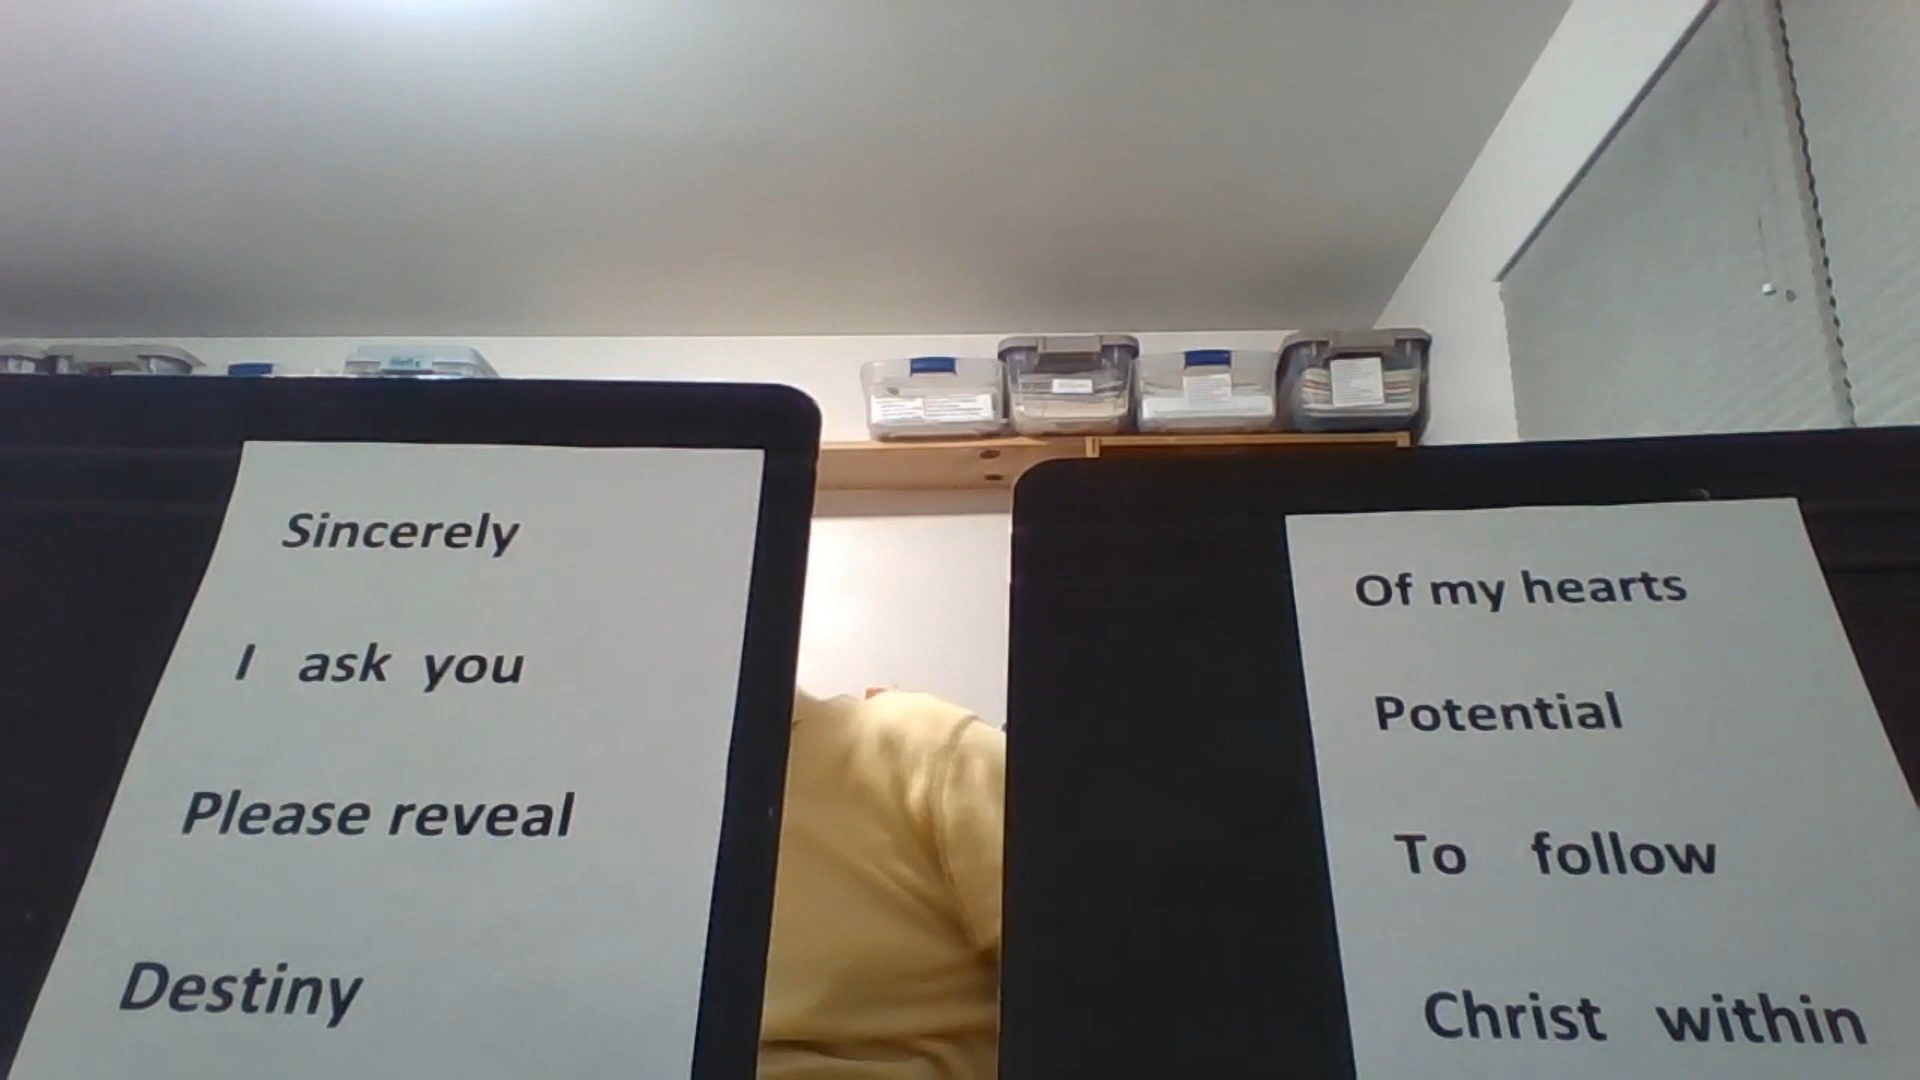 Sincerely
I ask you
Please reveal
Destiny
Of my hearts
Potential
To follow
Christ within